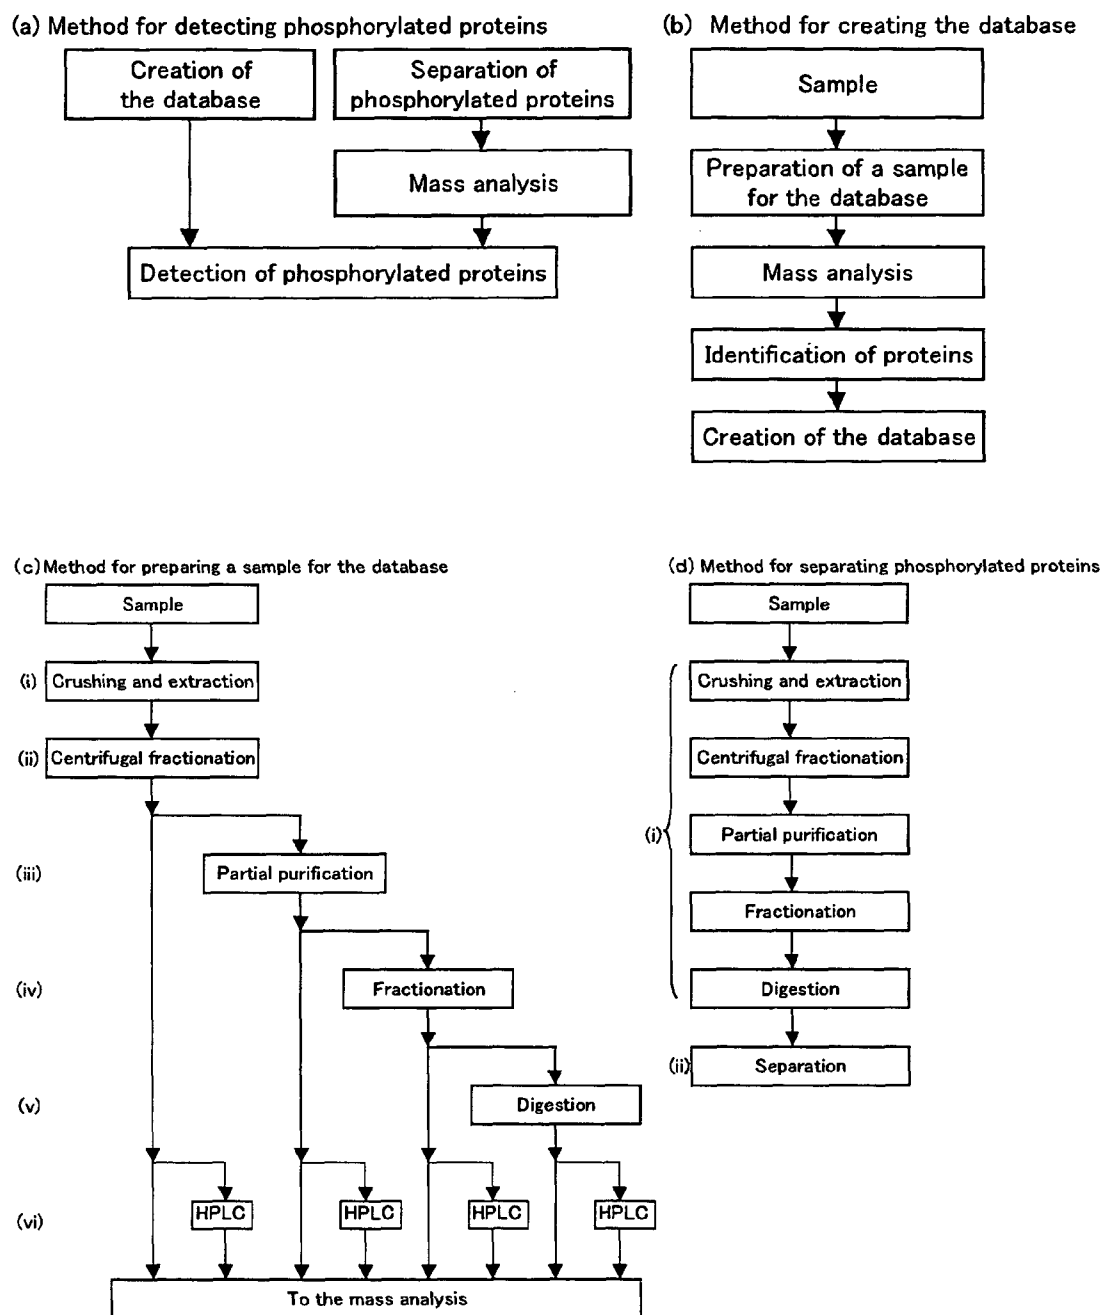 (a) Method for detecting phosphorylated proteins
Creation of
the database
Separation of
phosphorylated proteins
Mass analysis
Detection of phosphorylated proteins
(b) Method for creating the database
Sample
Preparation of a sample
for the database
Mass analysis
Identification of proteins
Creation of the database
(c) Method for preparing a sample for the database
Sample
(i) Crushing and extraction
(ii) Centrifugal fractionation
(iii) Partial purification
(iv) Fractionation
(v) Digestion
(vi) HPLC HPLC HPLC HPLC
To the mass analysis
(d) Method for separating phosphorylated proteins
Sample
Crushing and extraction
Centrifugal fractionation
(i) Partial purification
Fractionation
Digestion
(ii) Separation